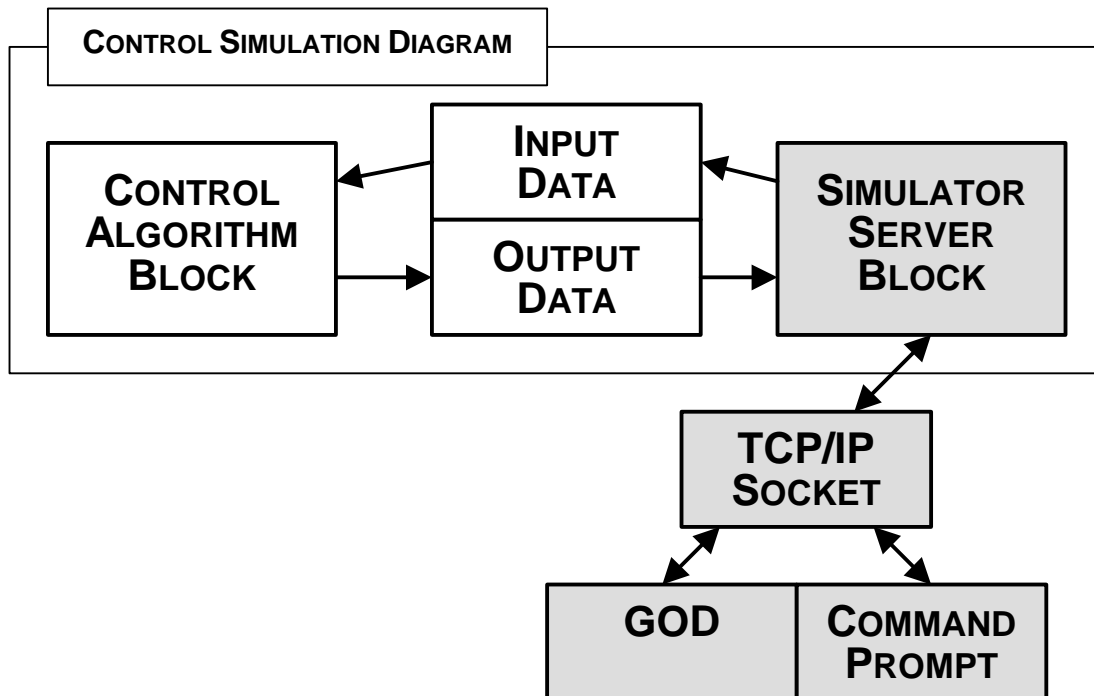 CONTROL SIMULATION DIAGRAM
CONTROL
ALGORITHM
BLOCK
INPUT
DATA
OUTPUT
DATA
SIMULATOR
SERVER
BLOCK
TCP/IP
SOCKET
GOD
COMMAND
PROMPT